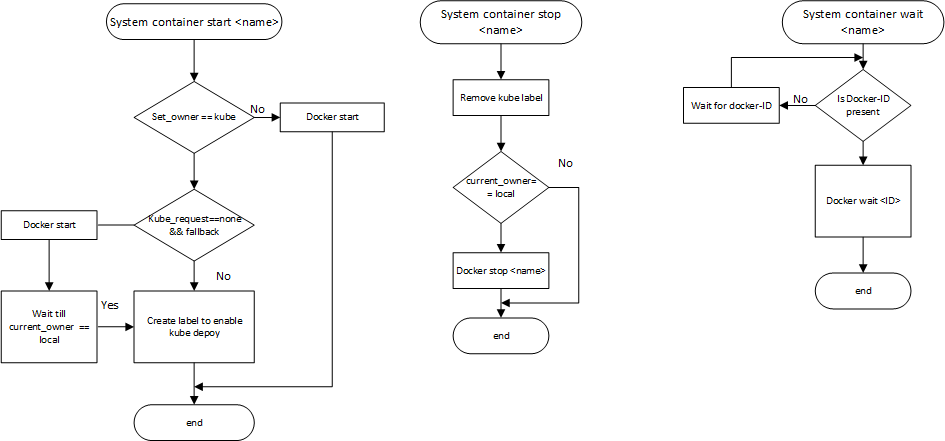 System container start <name>
Set_owner == kube
No
Docker start
Kube_request==none
&& fallback
Docker start
No
Wait till
current_owner ==
local
Yes
Create label to enable
kube depoy
end
System container stop
<name>
Remove kube label
current_owner=
= local
No
Docker stop <name>
end
System container wait
<name>
Is Docker-ID
present
No
Wait for docker-ID
Docker wait <ID>
end